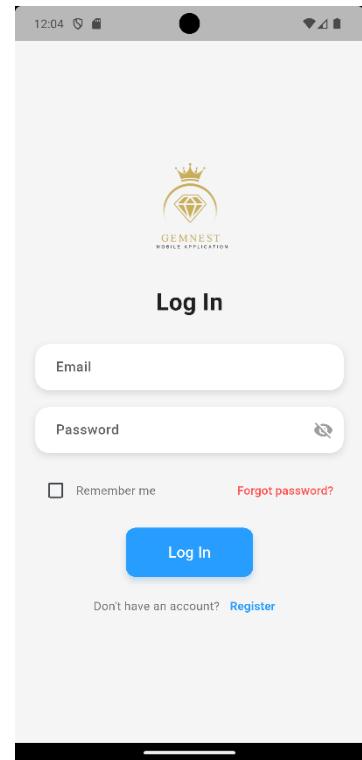 12:04
GEMNEST
MOBILE APPLICATION
Log In
Email
Password
Remember me Forgot password?
Log In
Don't have an account? Register